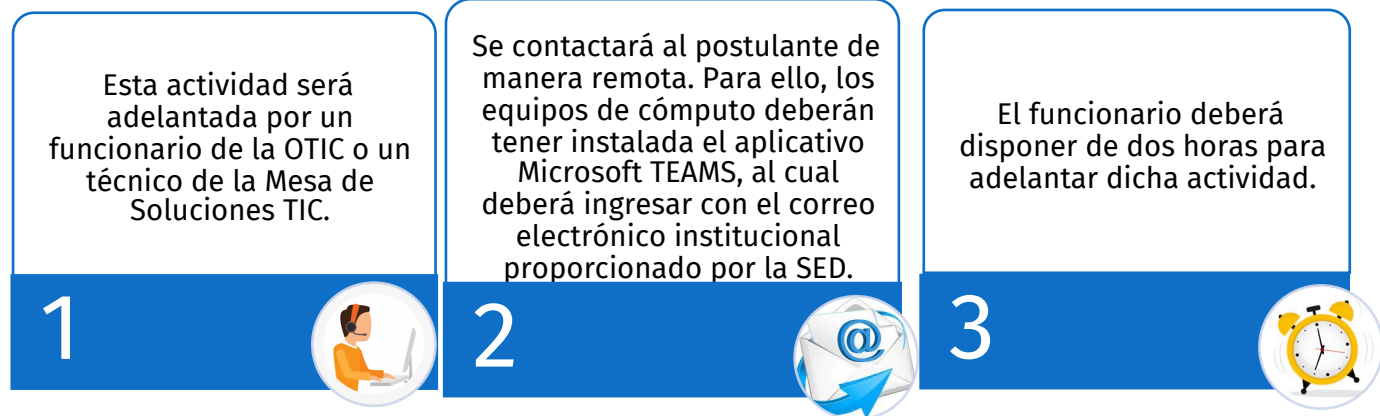 Esta actividad será
adelantada por un
funcionario de la OTIC o un
técnico de la Mesa de
Soluciones TIC.
1
Se contactará al postulante de
manera remota. Para ello, los
equipos de cómputo deberán
tener instalada el aplicativo
Microsoft TEAMS, al cual
deberá ingresar con el correo
electrónico institucional
proporcionado por la SED.
2
@
El funcionario deberá
disponer de dos horas para
adelantar dicha actividad.
3